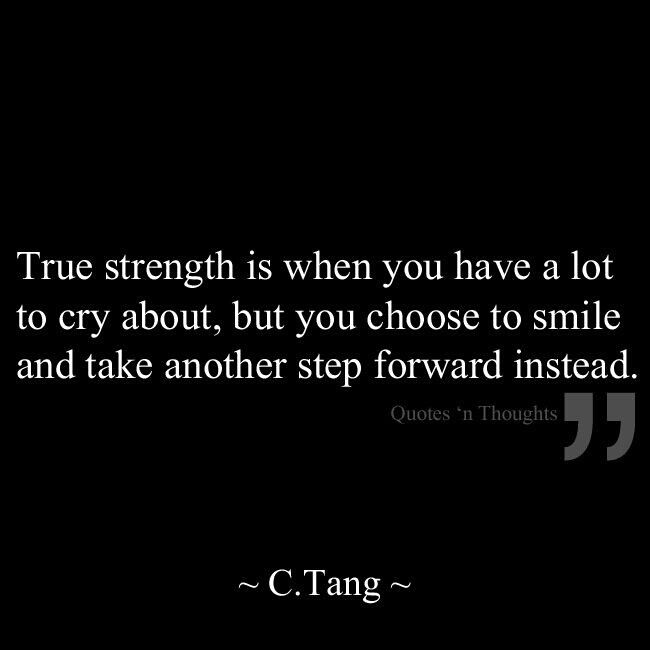 True strength is when you have a lot
to cry about, but you choose to smile
and take another step forward instead.
Quotes ‘n Thoughts ”
~ C.Tang ~